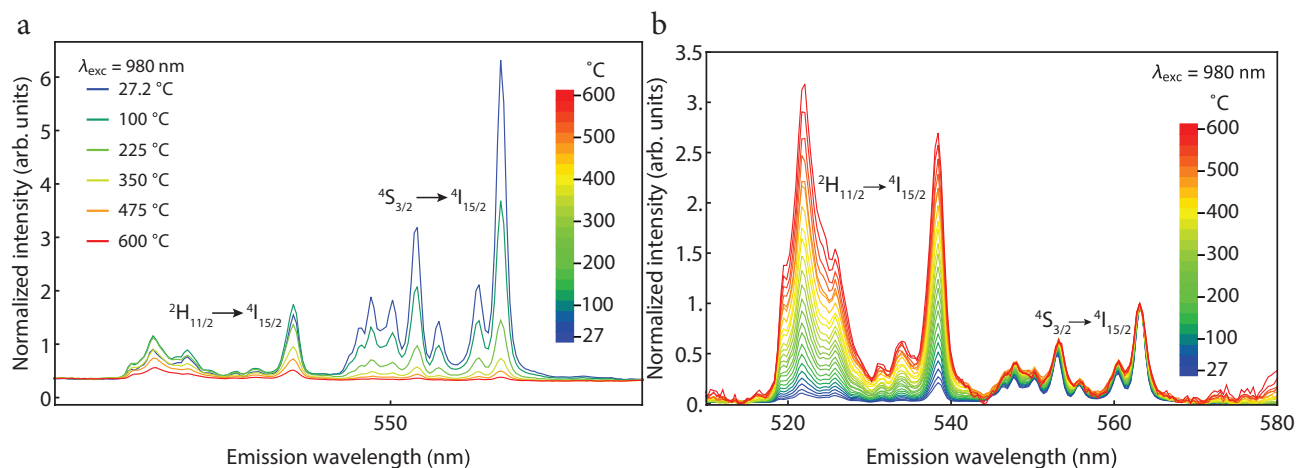 a
Normalized intensity (arb. units)
6
5
4
3
2
1
0
λexc = 980 nm
27.2 °C
100 °C
225 °C
350 °C
475 °C
600 °C
²H₁₁/₂ → ⁴I₁₅/₂
⁴S₃/₂ → ⁴I₁₅/₂
°C
600
500
400
300
200
100
27
550
Emission wavelength (nm)
b
Normalized intensity (arb. units)
3.5
3.0
2.5
2.0
1.5
1.0
0.5
0
λexc = 980 nm
°C
600
500
400
300
200
100
27
²H₁₁/₂ → ⁴I₁₅/₂
⁴S₃/₂ → ⁴I₁₅/₂
520
540
560
580
Emission wavelength (nm)